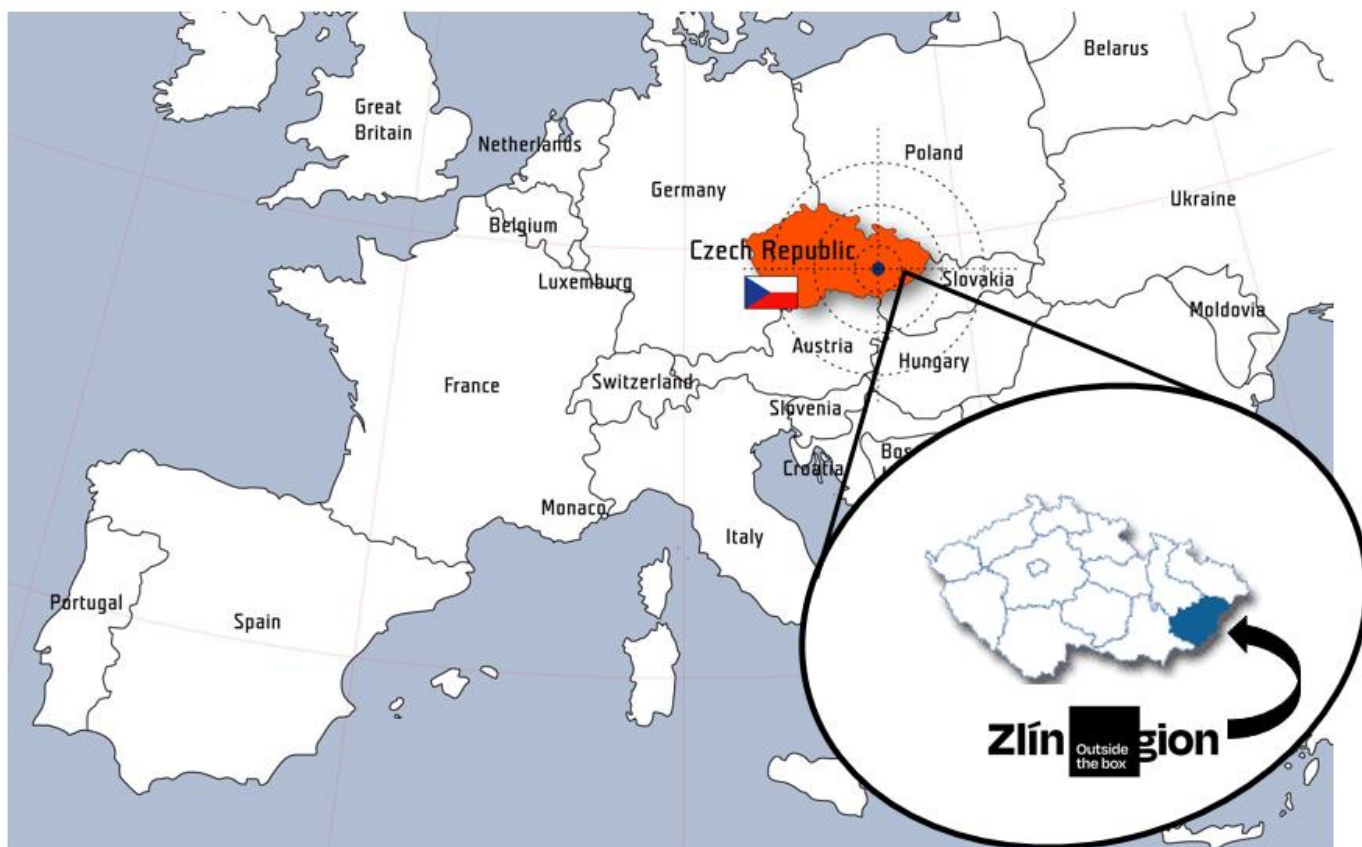 Belarus
Great
Britain
Netherlands
Poland
Germany
Ukraine
Belgium
Czech Republic
Luxemburg
Slovakia
Moldovia
Austria
Hungary
France
Switzerland
Slovenia
Croatia
Monaco
Italy
Portugal
Spain
Zlín gion
Outside
the box